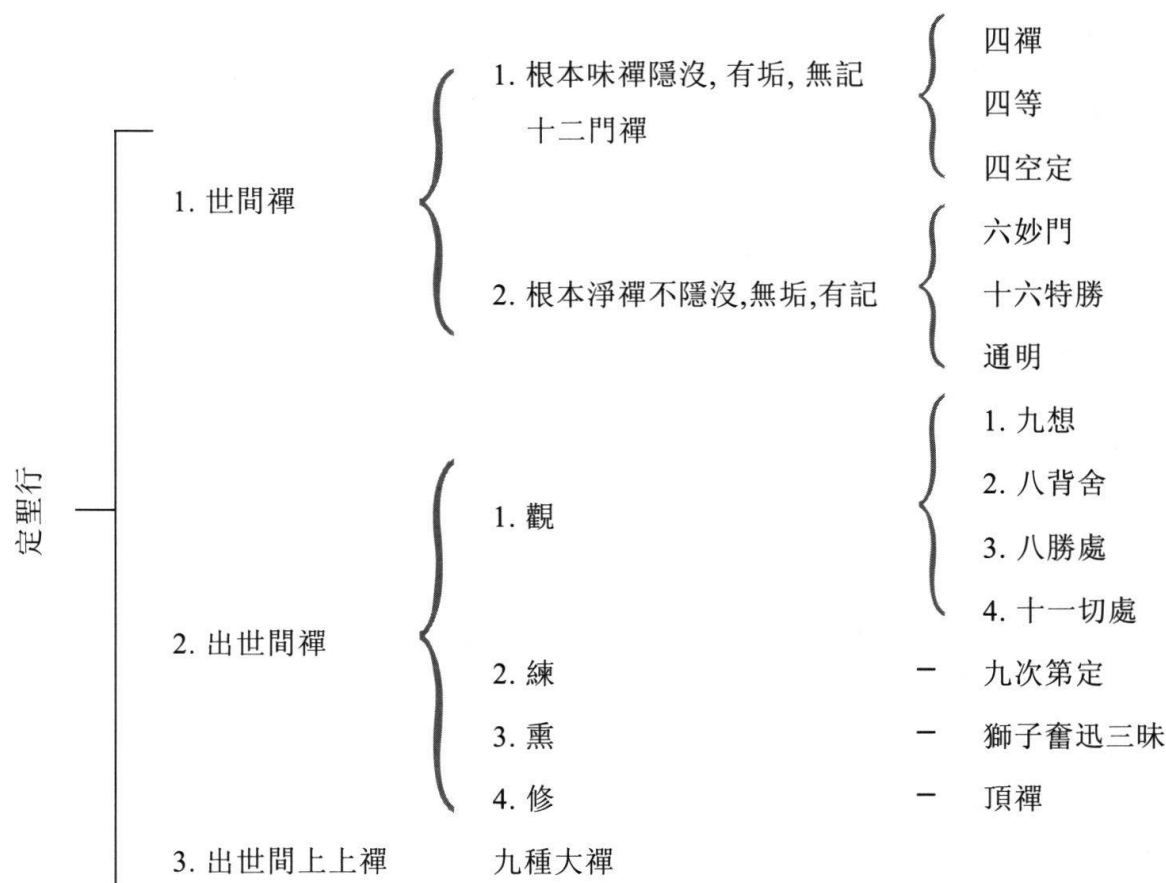 定聖行
1. 世間禪
1. 根本味禪隱沒, 有垢, 無記
十二門禪
四禪
四等
四空定
2. 根本淨禪不隱沒,無垢,有記
六妙門
十六特勝
通明
2. 出世間禪
1. 觀
1. 九想
2. 八背舍
3. 八勝處
4. 十一切處
2. 練 – 九次第定
3. 熏 – 獅子奮迅三昧
4. 修 – 頂禪
3. 出世間上上禪 九種大禪